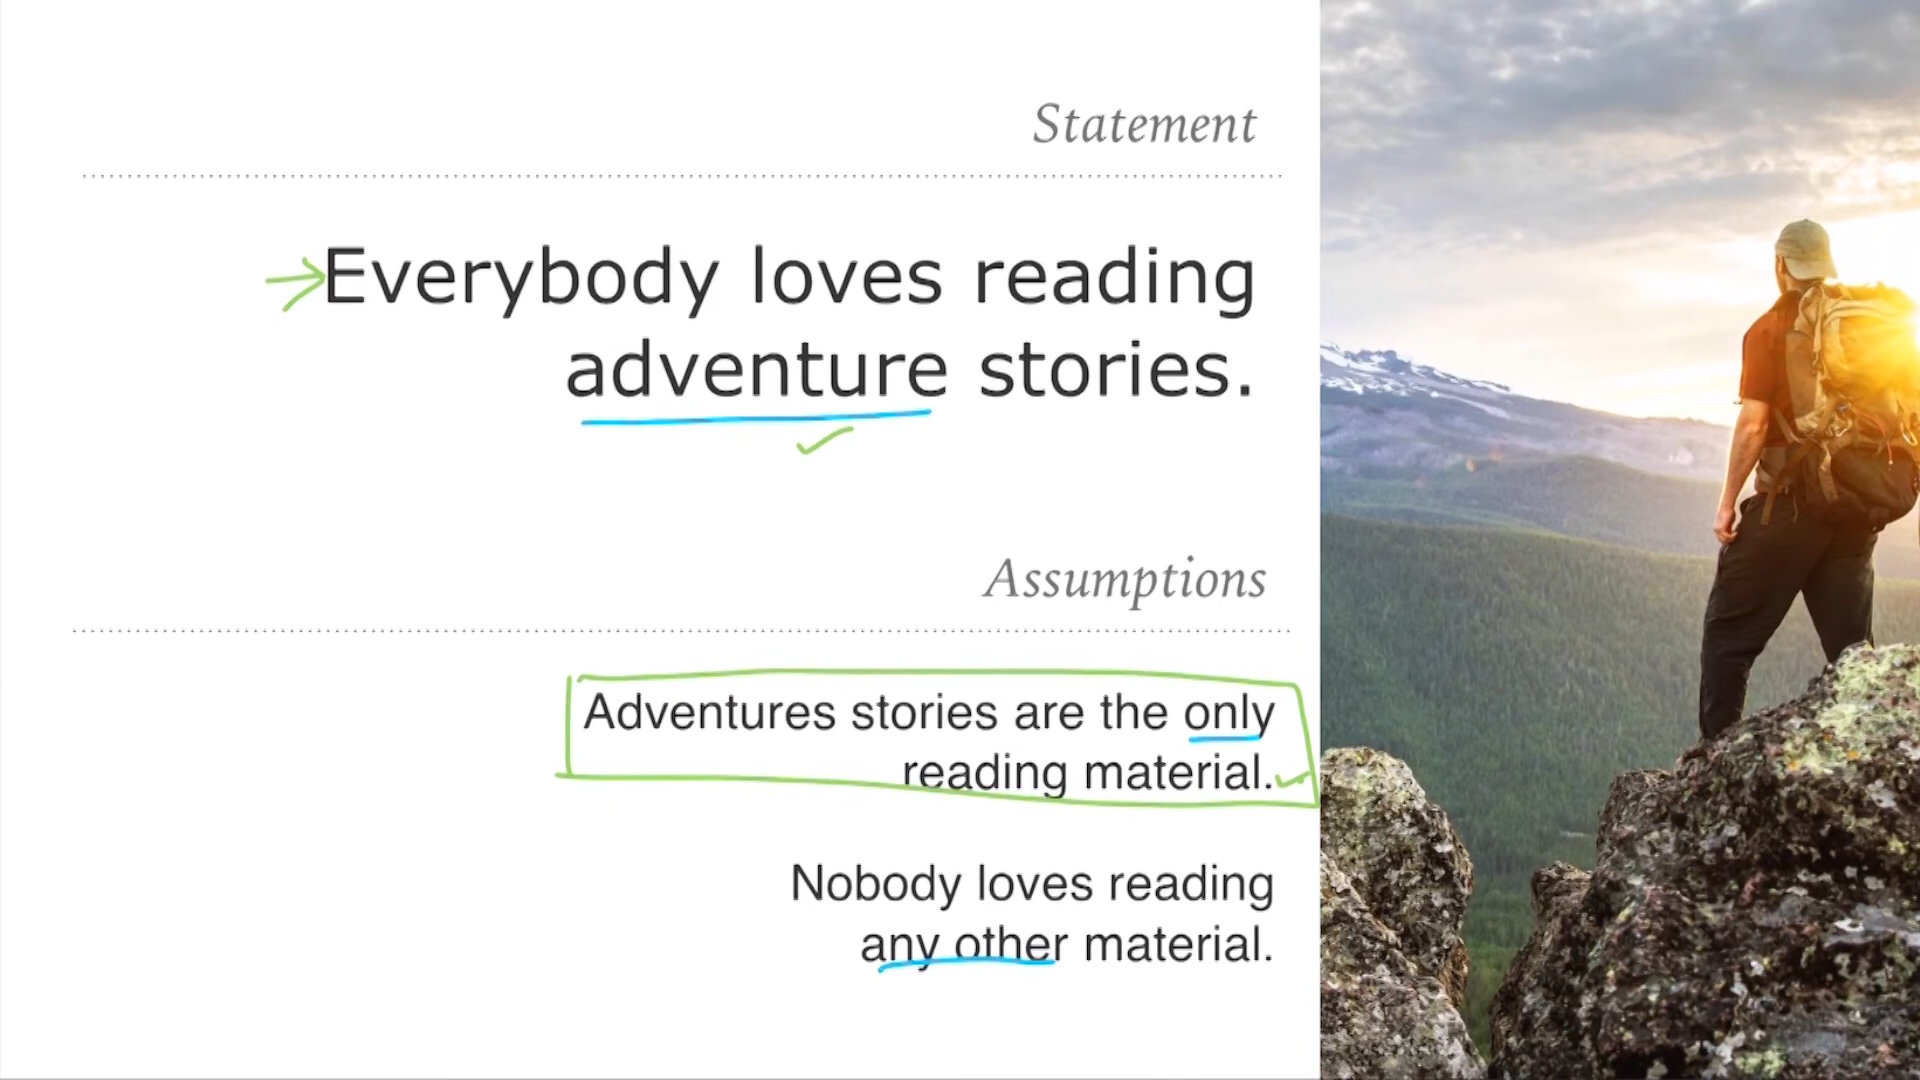 Statement
Everybody loves reading
adventure stories.
Assumptions
Adventures stories are the only
reading material.
Nobody loves reading
any other material.